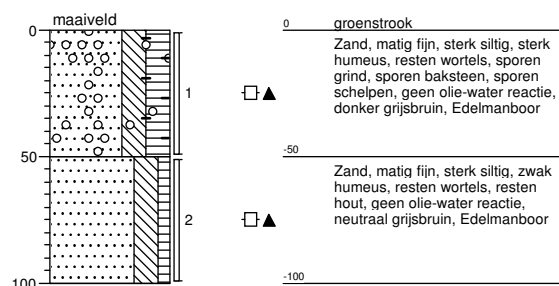 maaiveld
0
50
100
1
2
0 groenstrook
Zand, matig fijn, sterk siltig, sterk
humeus, resten wortels, sporen
grind, sporen baksteen, sporen
schelpen, geen olie-water reactie,
donker grijsbruin, Edelmanboor
-50
Zand, matig fijn, sterk siltig, zwak
humeus, resten wortels, resten
hout, geen olie-water reactie,
neutraal grijsbruin, Edelmanboor
-100